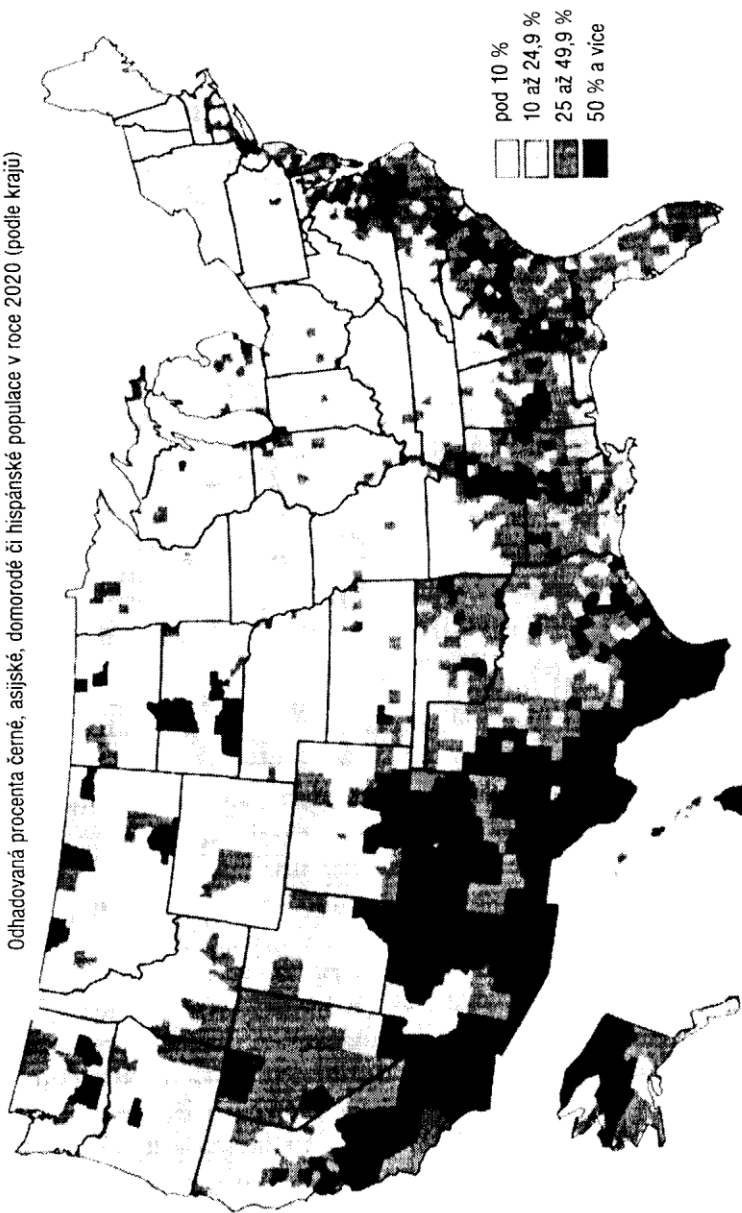 Odhadovaná procenta černé, asijské, domorodé či hispánské populace v roce 2020 (podle krajů)
pod 10 %
10 až 24,9 %
25 až 49,9 %
50 % a více